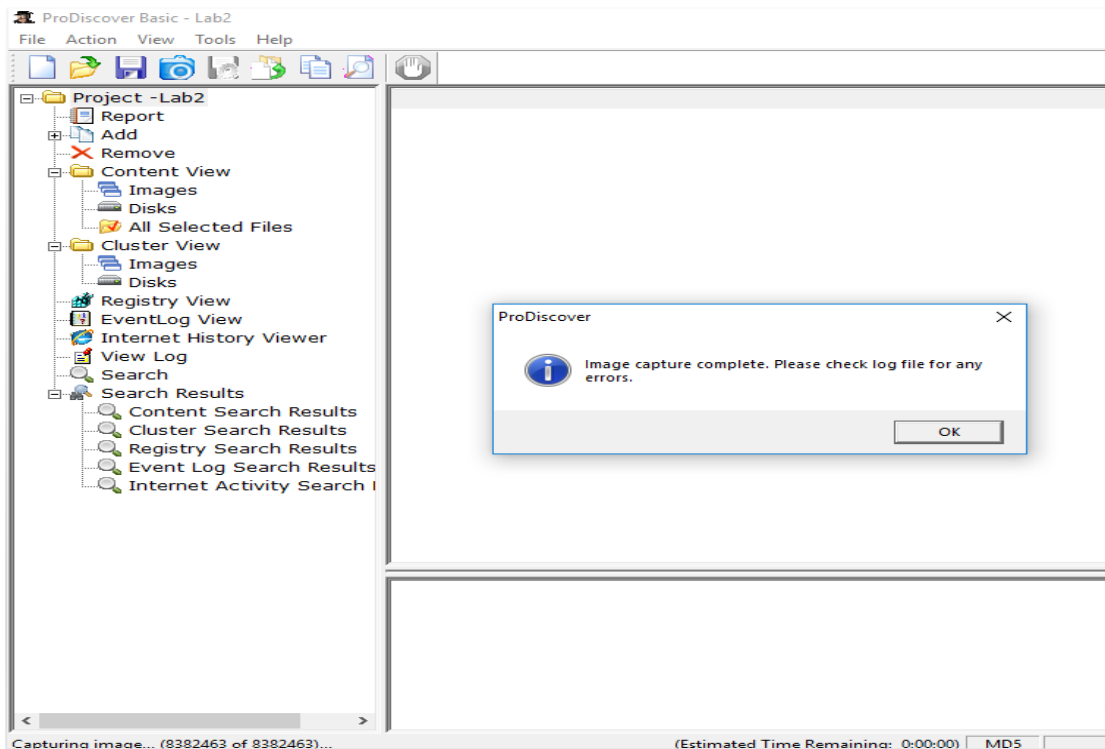 ProDiscover Basic - Lab2
File Action View Tools Help
Project -Lab2
Report
Add
Remove
Content View
Images
Disks
All Selected Files
Cluster View
Images
Disks
Registry View
EventLog View
Internet History Viewer
View Log
Search
Search Results
Content Search Results
Cluster Search Results
Registry Search Results
Event Log Search Results
Internet Activity Search
ProDiscover
Image capture complete. Please check log file for any
errors.
OK
Capturing image... (8382463 of 8382463)... (Estimated Time Remaining: 0:00:00) MD5